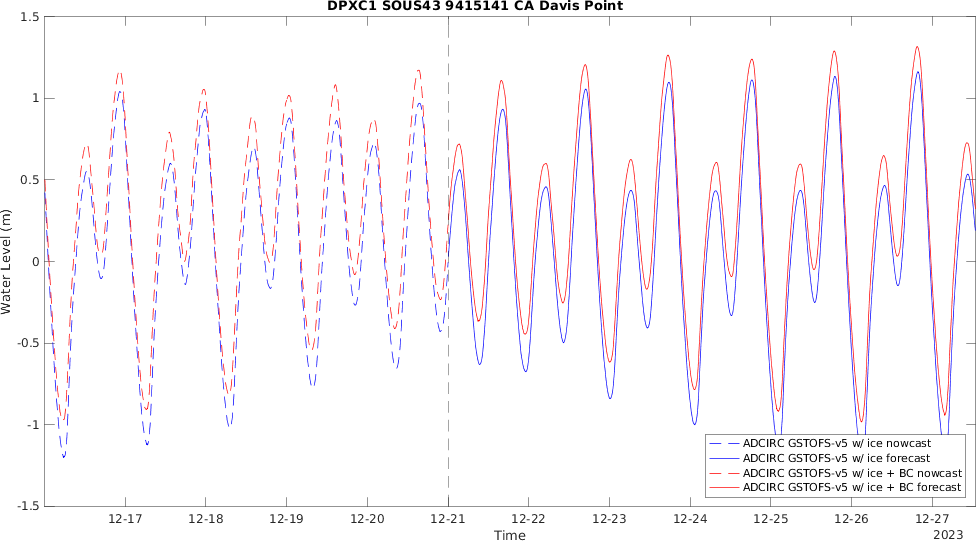 DPXC1 SOUS43 9415141 CA Davis Point
1.5
1
0.5
0
-0.5
-1
-1.5
Water Level (m)
12-17 12-18 12-19 12-20 12-21 12-22 12-23 12-24 12-25 12-26 12-27
Time
2023
ADCIRC GSTOFS-v5 w/ ice nowcast
ADCIRC GSTOFS-v5 w/ ice forecast
ADCIRC GSTOFS-v5 w/ ice + BC nowcast
ADCIRC GSTOFS-v5 w/ ice + BC forecast